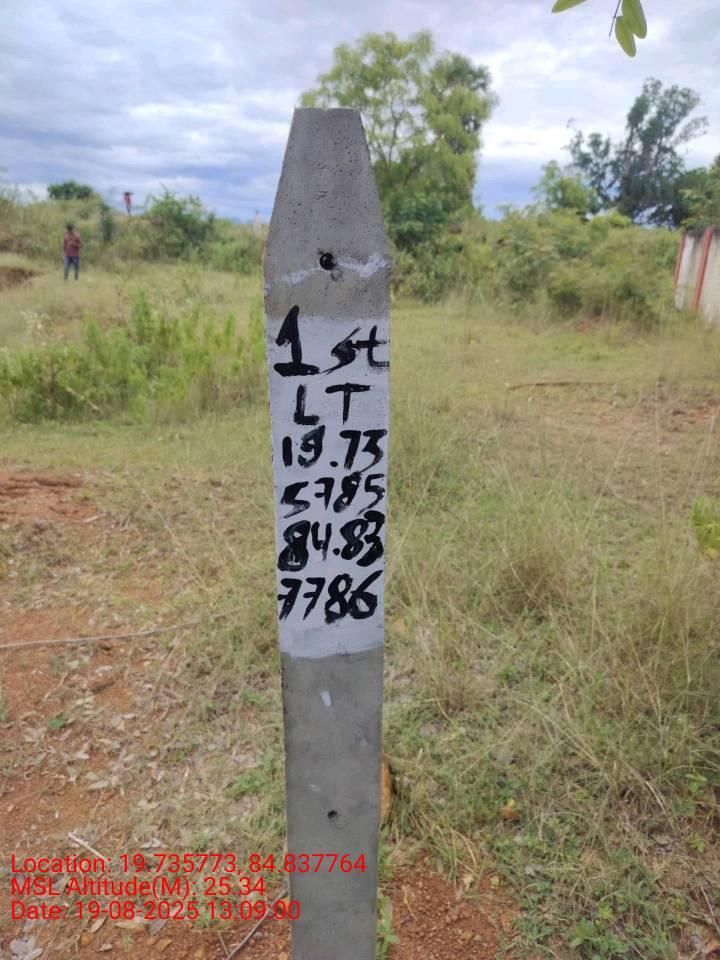 1st
LT
19.73
5785
84.83
7786
Location: 19.735773, 84.837764
MSL Altitude(M): 25.34
Date: 19-08-2025 13:09:00